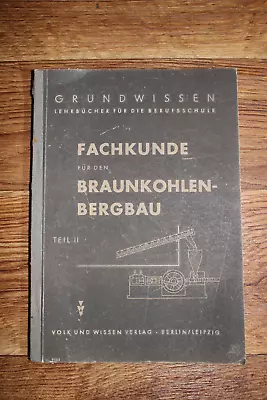 GRUNDWISSEN
LEHRBÜCHER FÜR DIE BERUFSSCHULE
FACHKUNDE
FÜR DEN
BRAUNKOHLEN-
BERGBAU
TEIL II
VOLK UND WISSEN VERLAG · BERLIN/LEIPZIG